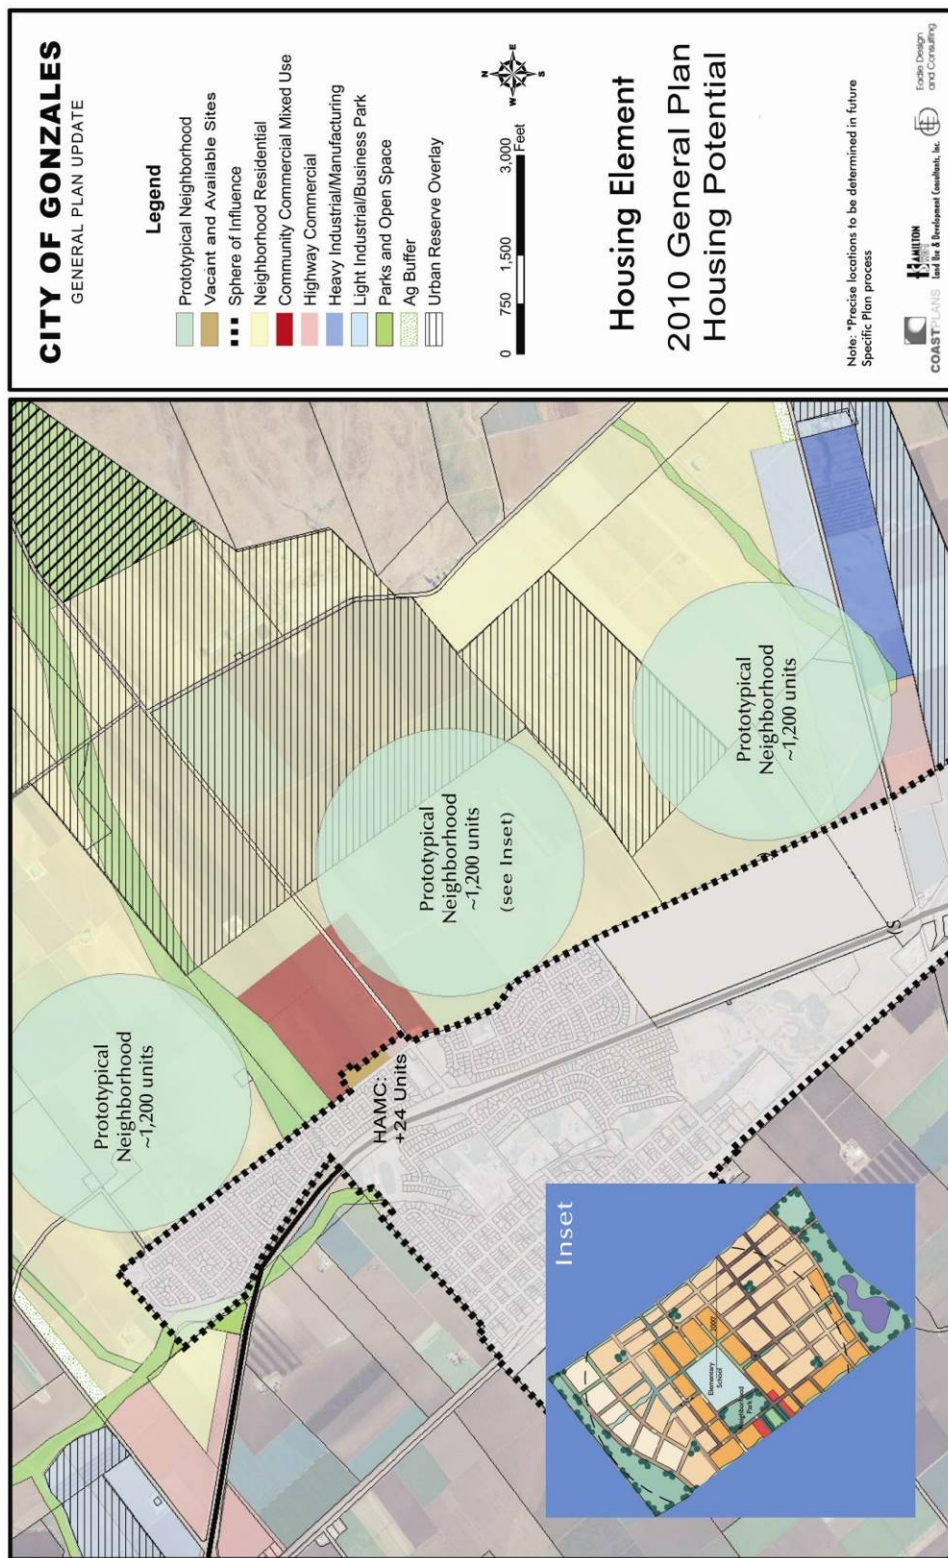 CITY OF GONZALES
GENERAL PLAN UPDATE
Legend
Prototypical Neighborhood
Vacant and Available Sites
Sphere of Influence
Neighborhood Residential
Community Commercial Mixed Use
Highway Commercial
Heavy Industrial/Manufacturing
Light Industrial/Business Park
Parks and Open Space
Ag Buffer
Urban Reserve Overlay
N
W
E
S
0
750
1,500
3,000
Feet
Housing Element
2010 General Plan
Housing Potential
Note: *Precise locations to be determined in future
Specific Plan process
COASTPLANS
HAMILTON
SWIFT
Land Use & Development Consultants, Inc.
Eadie Design
and Consulting
Prototypical
Neighborhood
~1,200 units
Prototypical
Neighborhood
~1,200 units
(see Inset)
Prototypical
Neighborhood
~1,200 units
HAMC:
+24 Units
Inset
Elementary
School
Neighborhood
Park